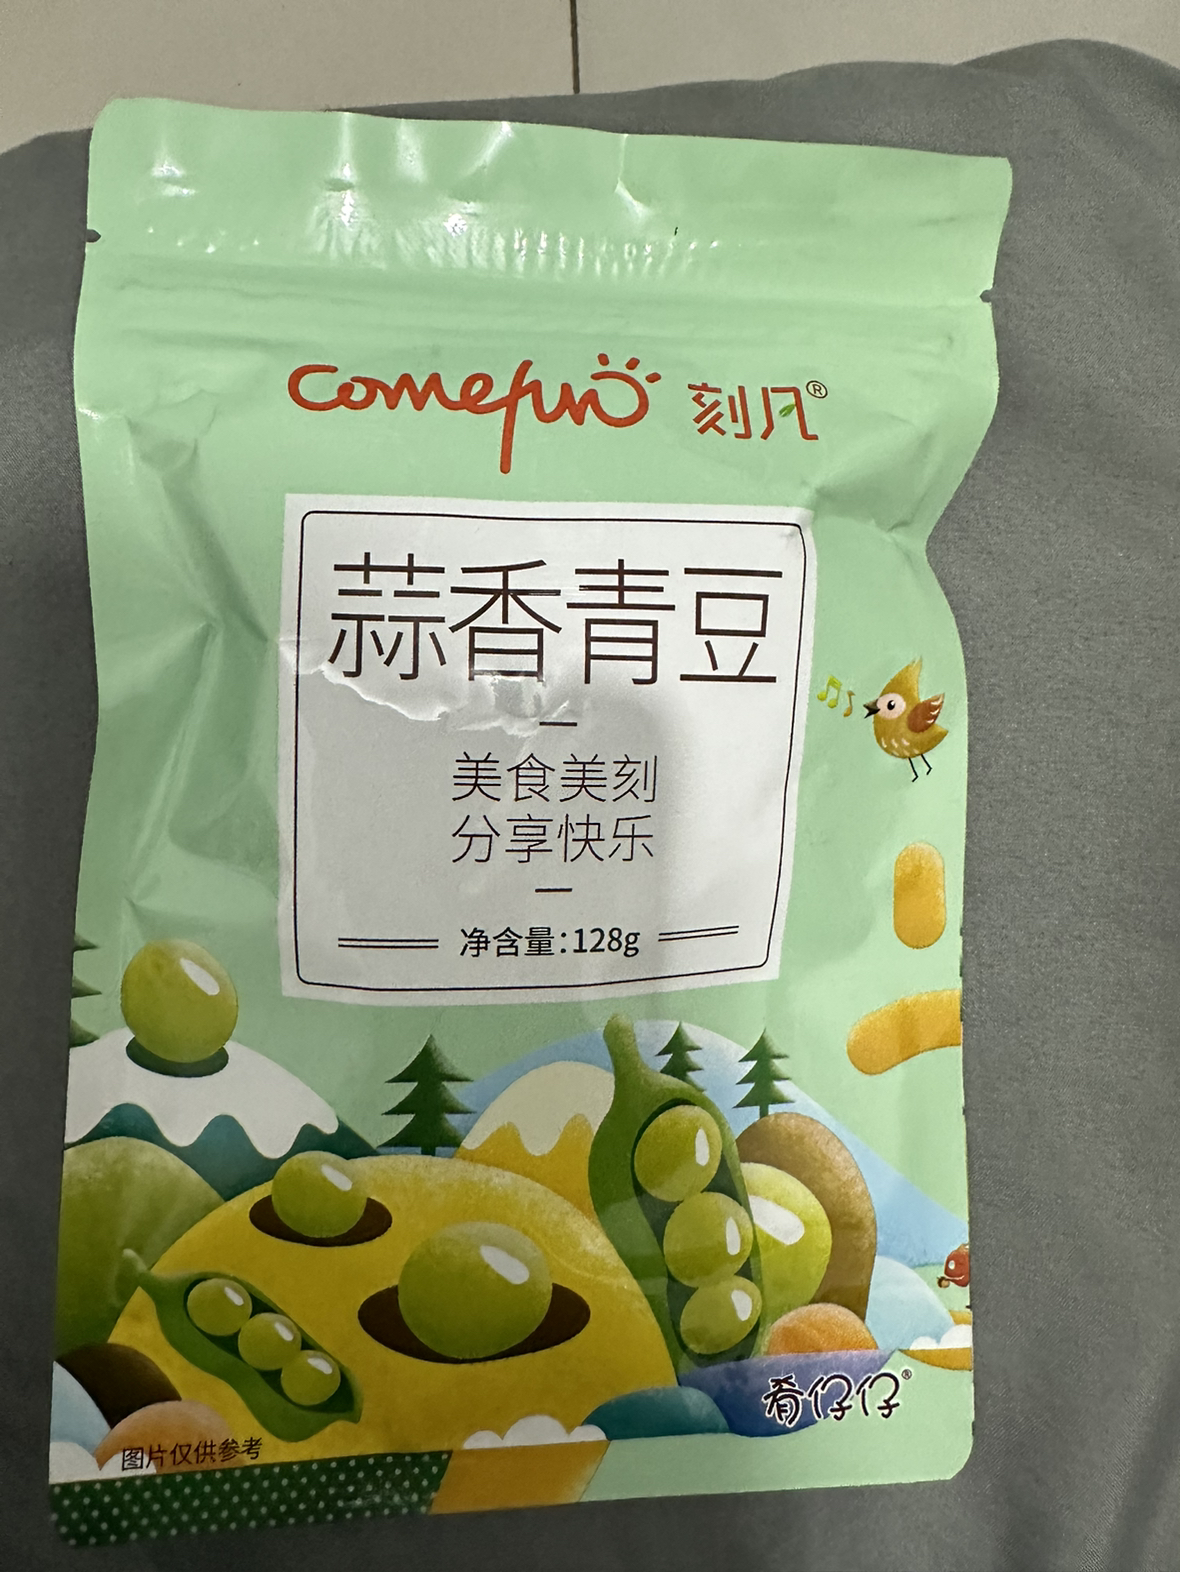 comefun 刻凡®
蒜香青豆
美食美刻
分享快乐
净含量:128g
肴仔仔®
图片仅供参考